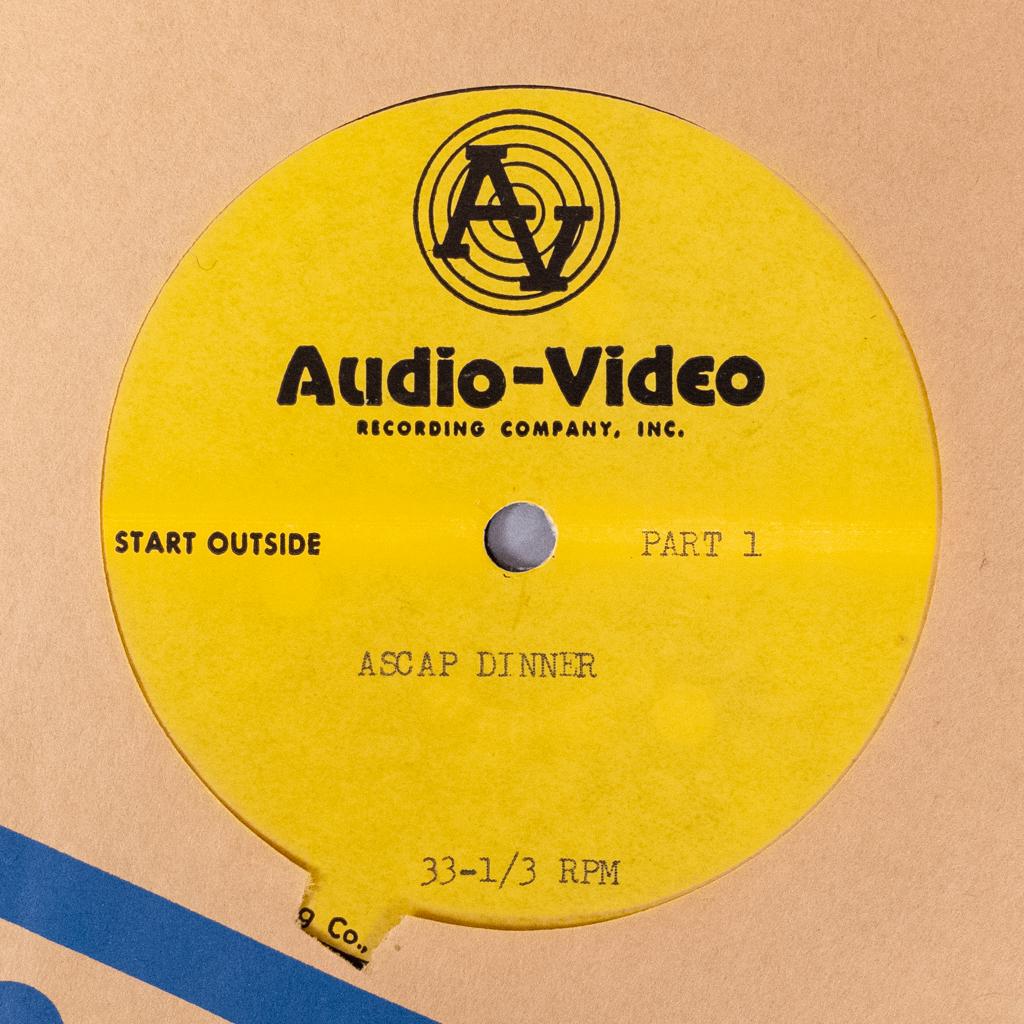 AV
Audio-Video
RECORDING COMPANY, INC.
START OUTSIDE
PART 1
ASCAP DINNER
33-1/3 RPM
g Co.,